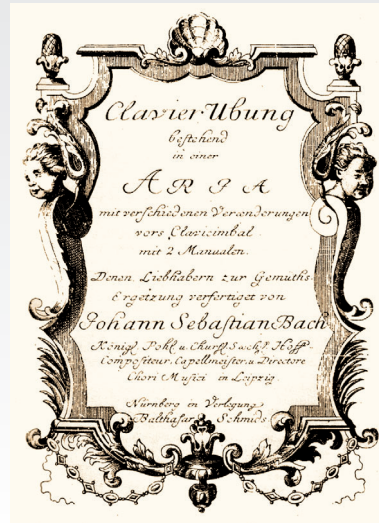 Clavier Ubung
bestehend
in einer
ARIA
mit verschiedenen Verænderungen
vors Clavicimbal
mit 2 Manualen.
Denen Liebhabern zur Gemüths-
Ergetzung verfertiget von
Johann Sebastian Bach
Königl. Pohl. u. Churfl. Sæchs. Hoff-
Compositeur, Capellmeister, u. Directore
Chori Musici in Leipzig.
Nürnberg in Verlegung
Balthasar Schmids